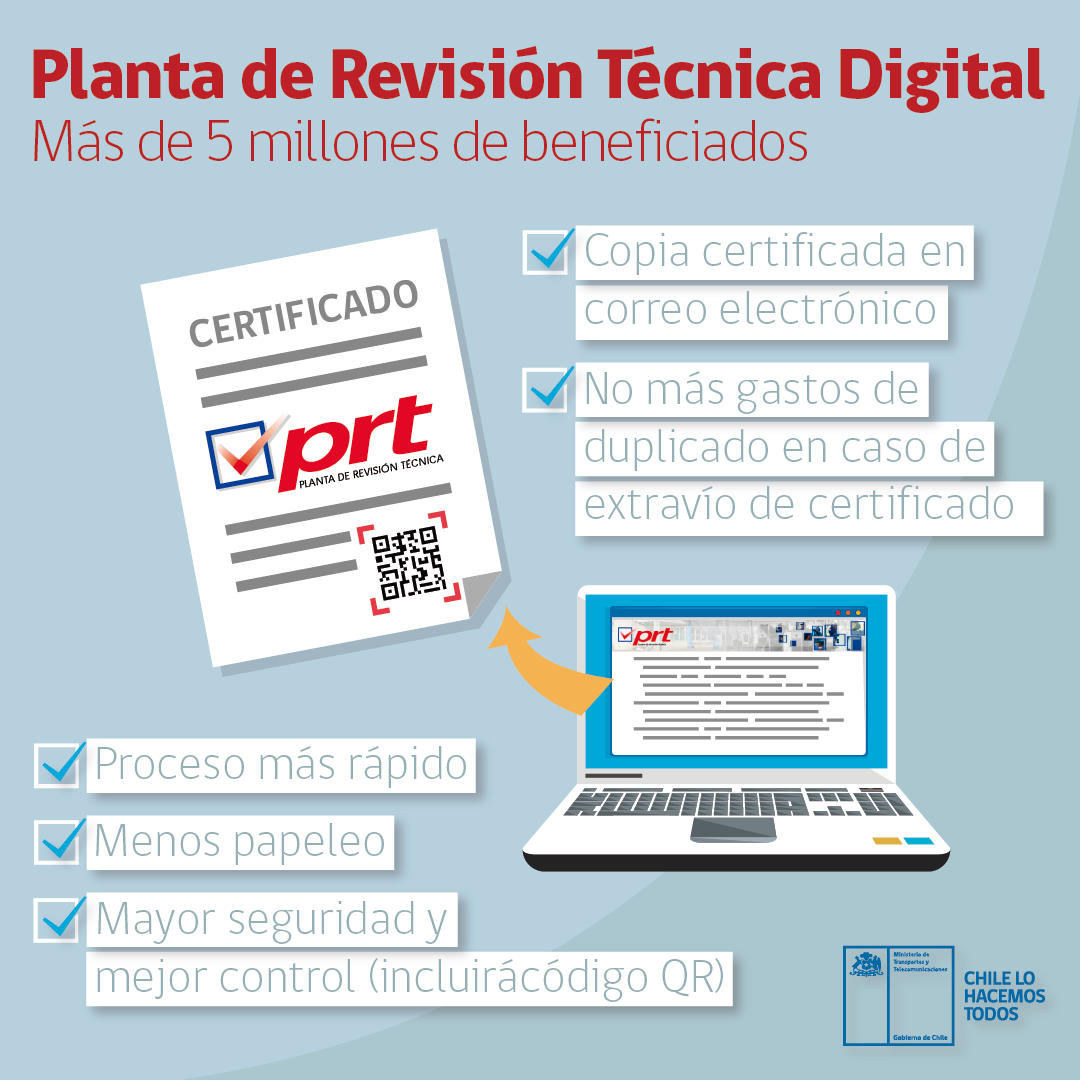 Planta de Revisión Técnica Digital
Más de 5 millones de beneficiados
Copia certificada en
correo electrónico
No más gastos de
duplicado en caso de
extravío de certificado
CERTIFICADO
prt
PLANTA DE REVISIÓN TÉCNICA
prt
Proceso más rápido
Menos papeleo
Mayor seguridad y
mejor control (incluirácódigo QR)
Ministerio de
Transportes y
Telecomunicaciones
Gobierno de Chile
CHILE LO
HACEMOS
TODOS